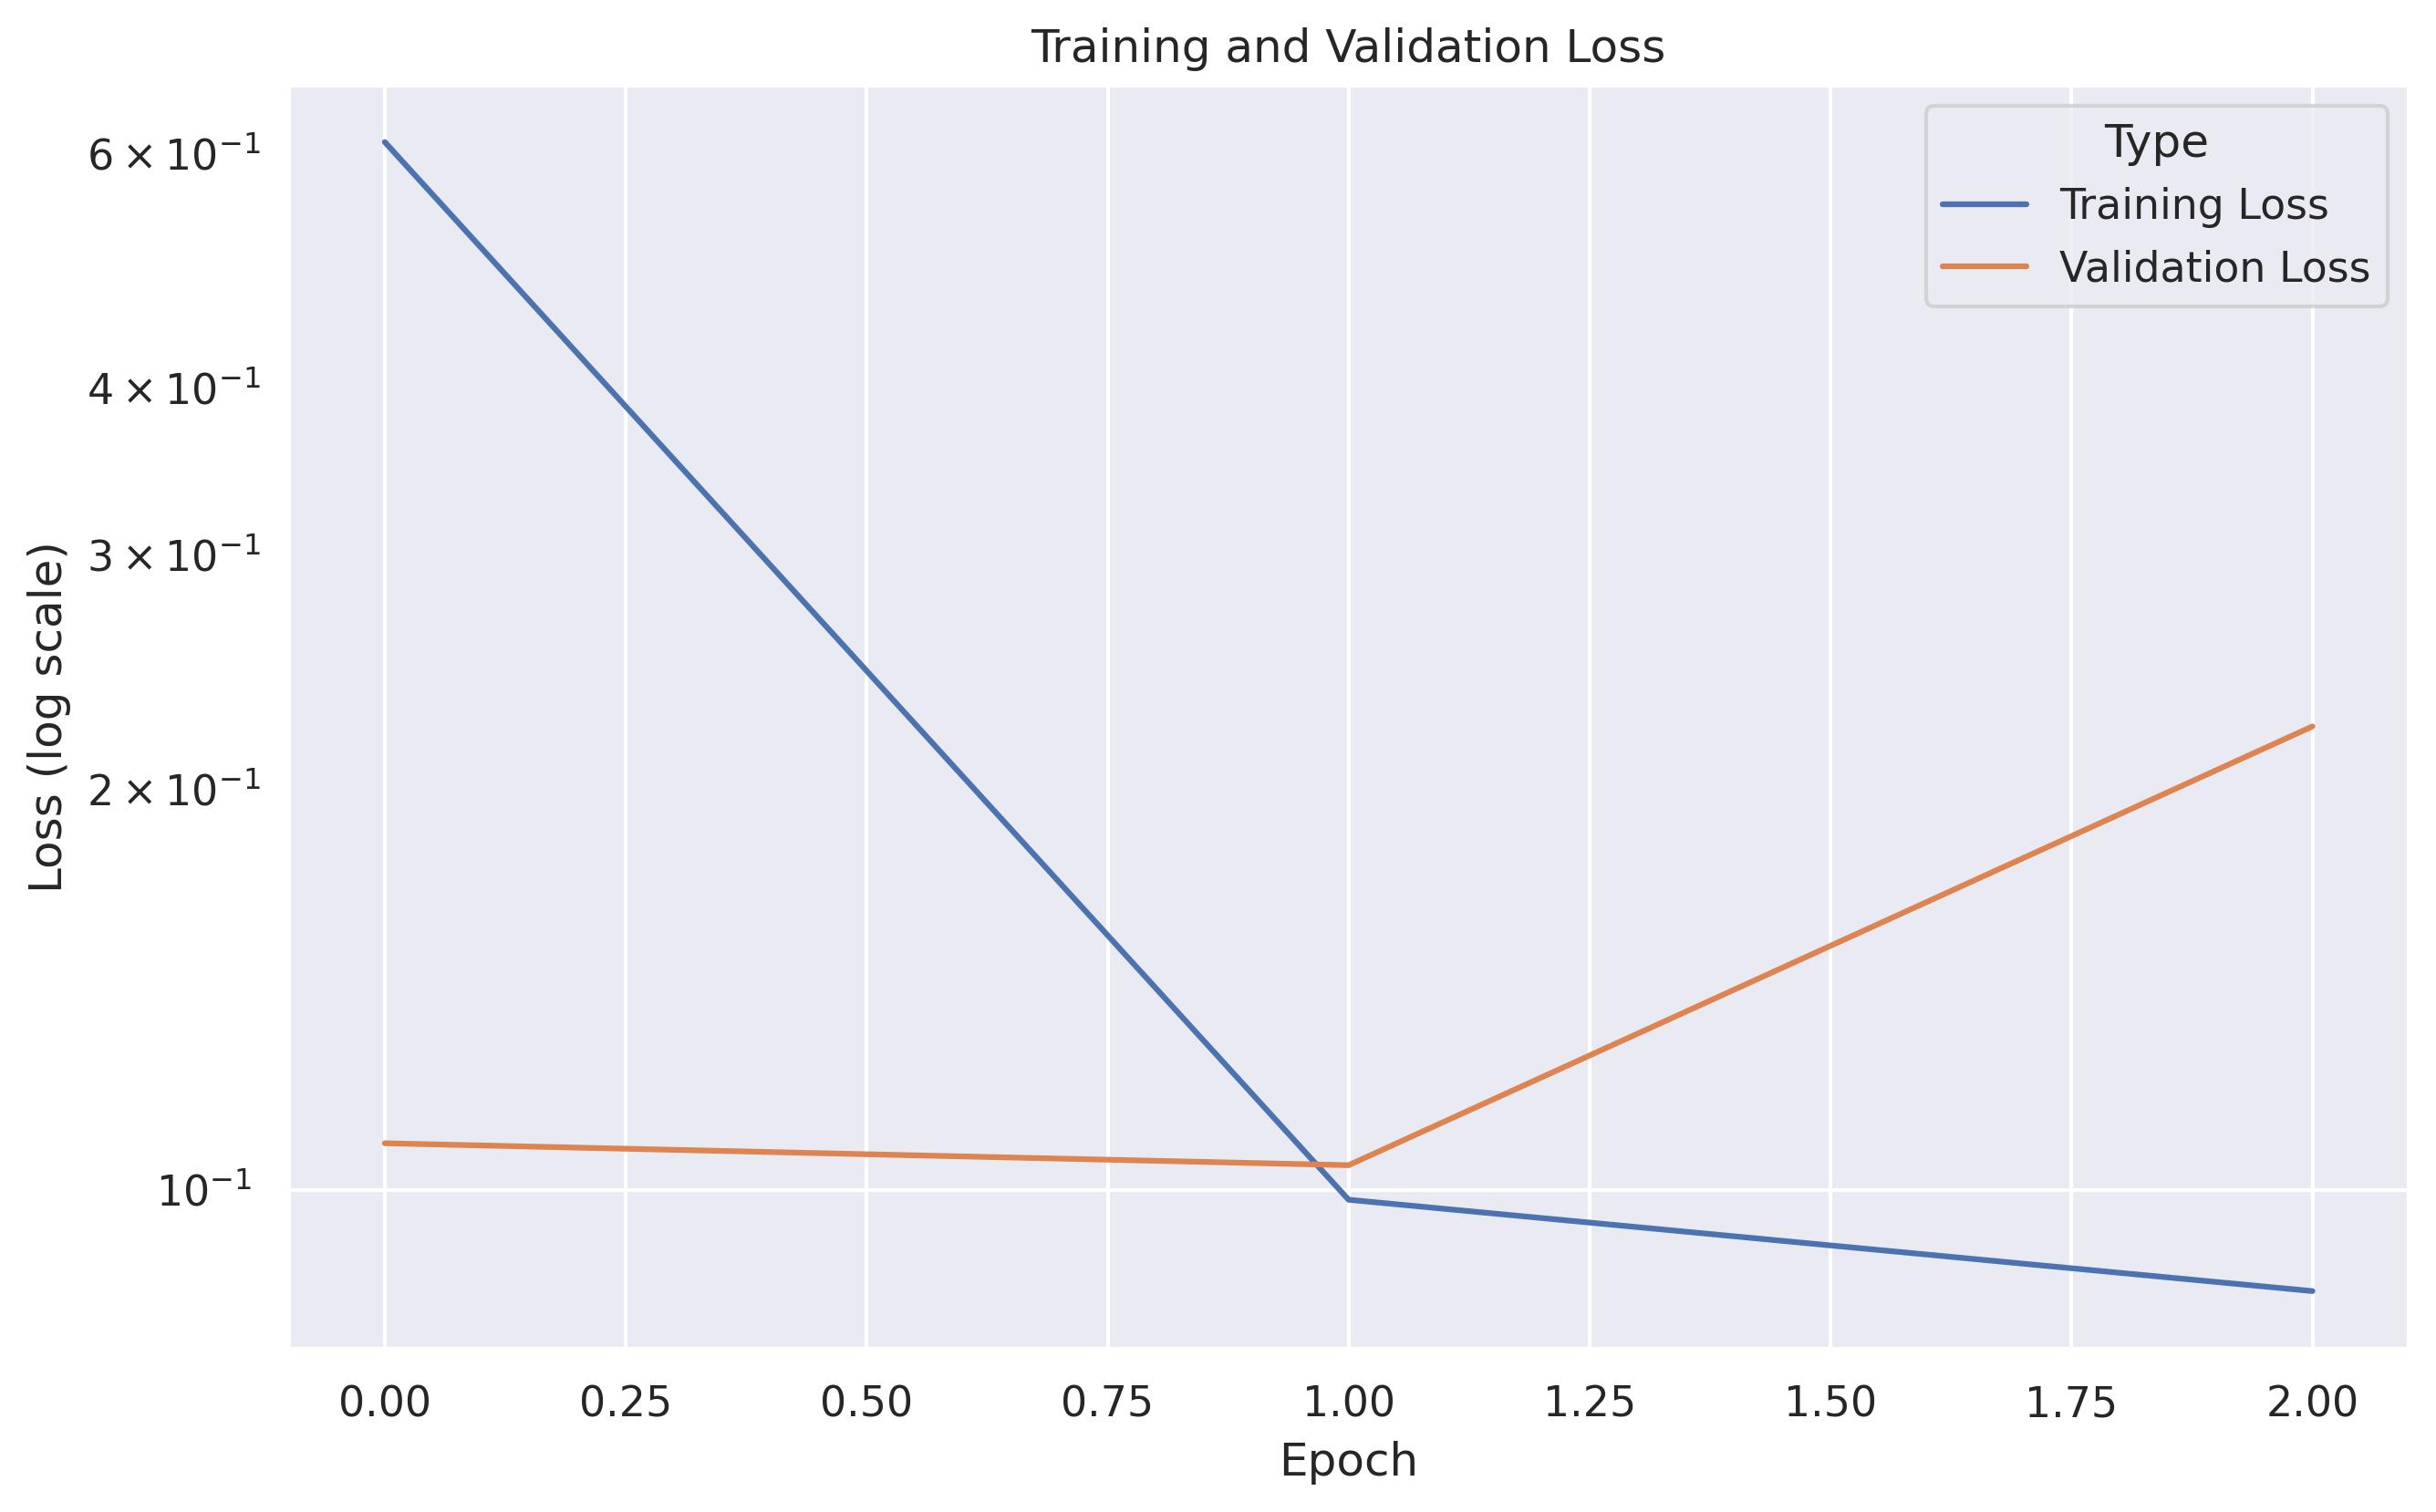 Training and Validation Loss
Type
Training Loss
Validation Loss
Loss (log scale)
6 × 10⁻¹
4 × 10⁻¹
3 × 10⁻¹
2 × 10⁻¹
10⁻¹
0.00 0.25 0.50 0.75 1.00 1.25 1.50 1.75 2.00
Epoch